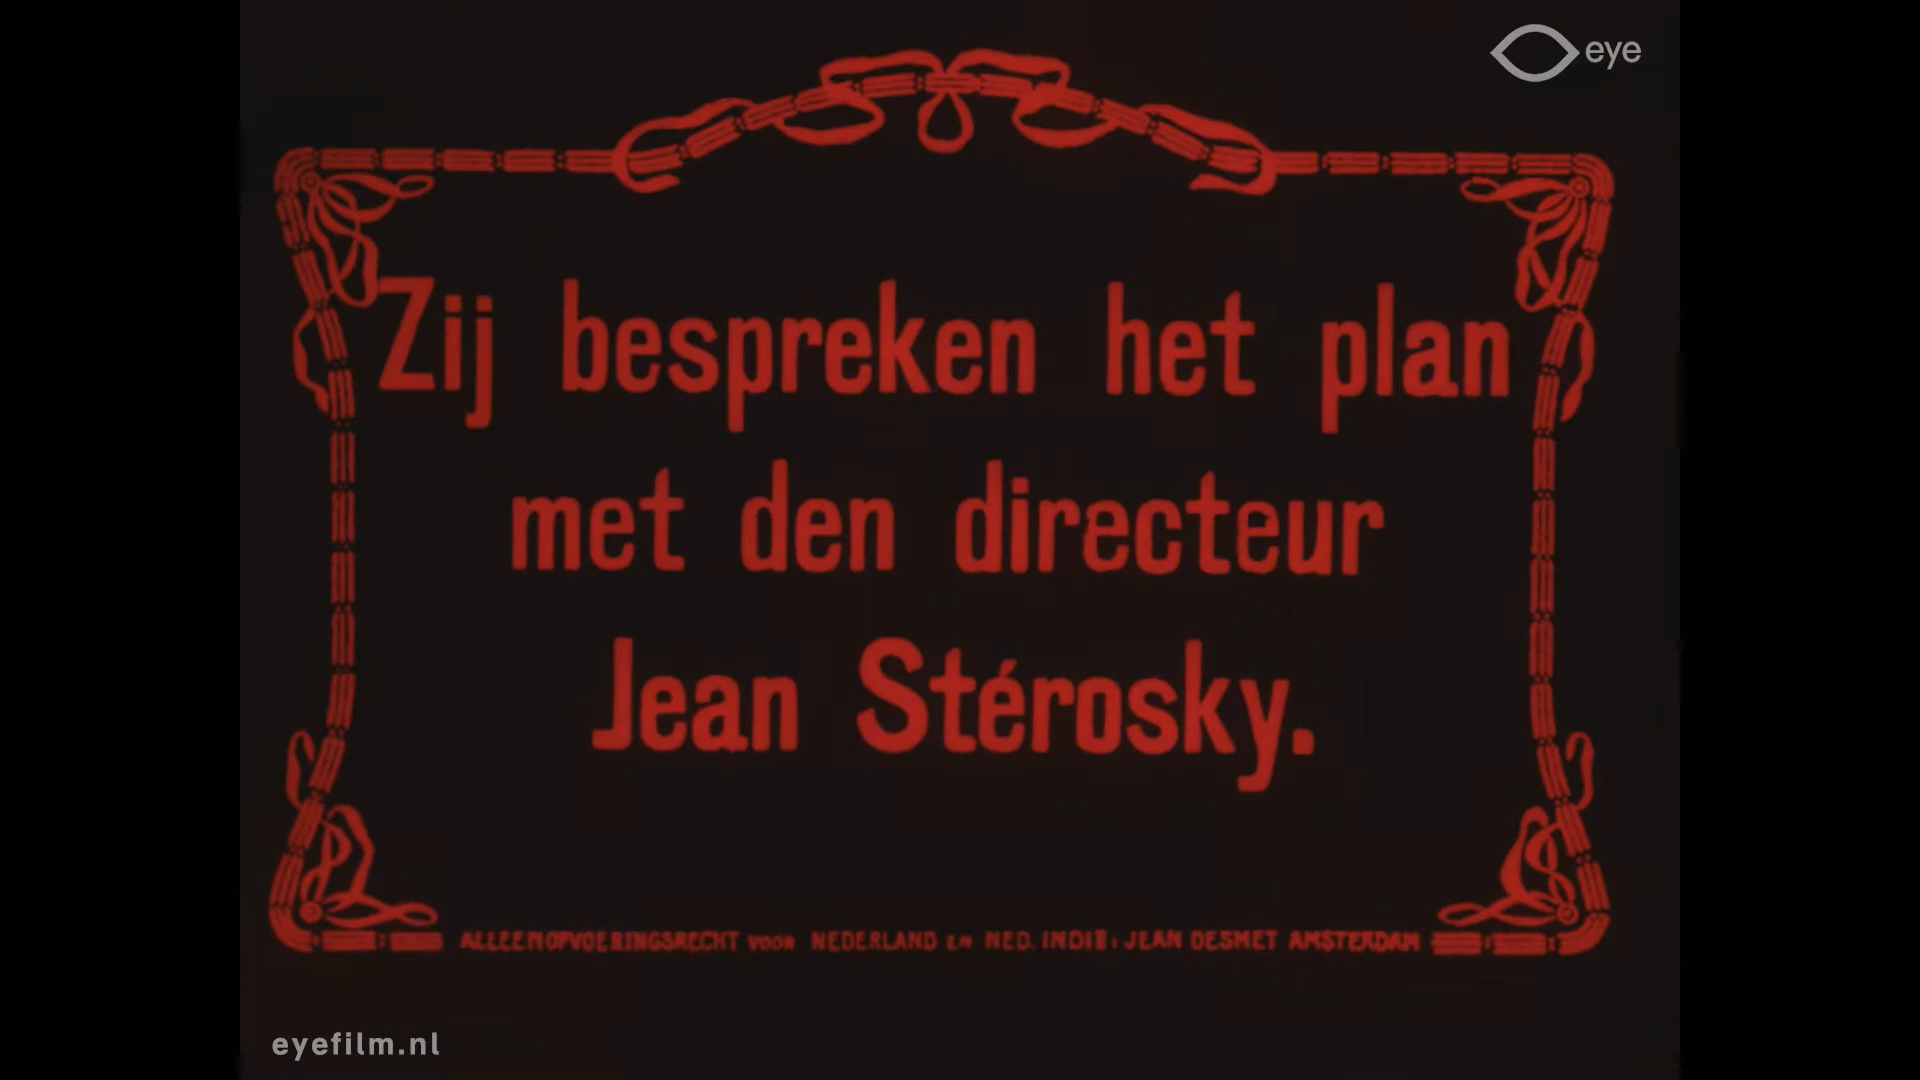 eye
Zij bespreken het plan
met den directeur
Jean Stérosky.
ALLEENOPVOERINGSRECHT voor NEDERLAND en NED. INDIË: JEAN DESMET AMSTERDAM
eyefilm.nl